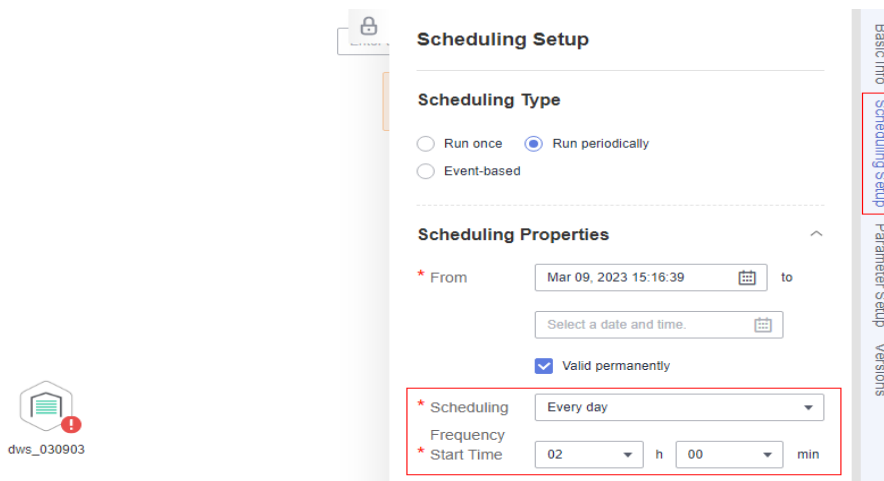 Scheduling Setup
Scheduling Type
Run once
Run periodically
Event-based
Scheduling Properties
* From
Mar 09, 2023 15:16:39
to
Select a date and time.
Valid permanently
* Scheduling
Frequency
Every day
* Start Time
02
h
00
min
dws_030903
Basic Info
Scheduling Setup
Parameter Setup
Versions